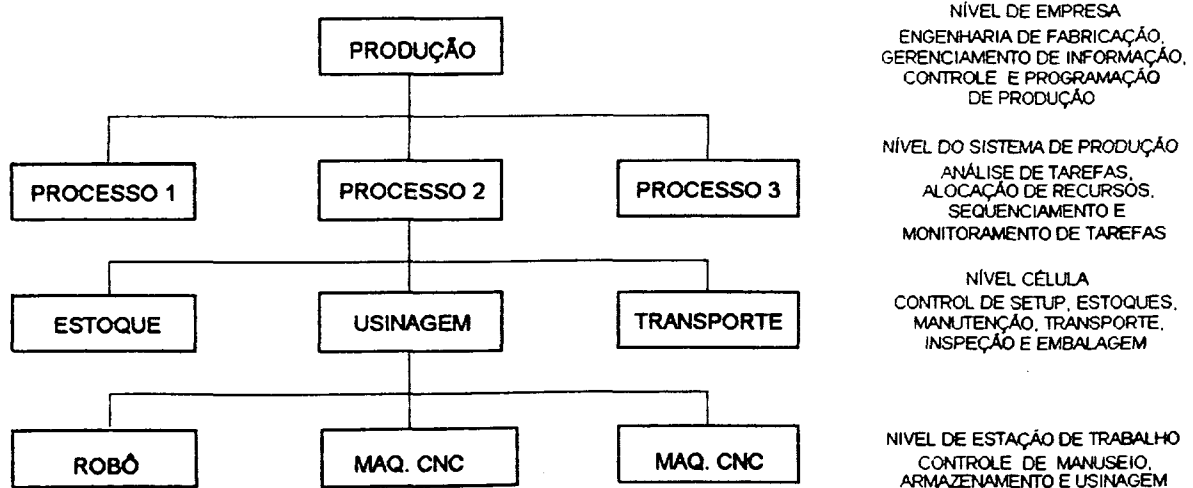 PRODUÇÃO
NÍVEL DE EMPRESA
ENGENHARIA DE FABRICAÇÃO,
GERENCIAMENTO DE INFORMAÇÃO,
CONTROLE E PROGRAMAÇÃO
DE PRODUÇÃO
PROCESSO 1
PROCESSO 2
PROCESSO 3
NÍVEL DO SISTEMA DE PRODUÇÃO
ANÁLISE DE TAREFAS,
ALOCAÇÃO DE RECURSOS,
SEQUENCIAMENTO E
MONITORAMENTO DE TAREFAS
ESTOQUE
USINAGEM
TRANSPORTE
NÍVEL CÉLULA
CONTROL DE SETUP, ESTOQUES,
MANUTENÇÃO, TRANSPORTE,
INSPEÇÃO E EMBALAGEM
ROBÔ
MAQ. CNC
MAQ. CNC
NIVEL DE ESTAÇÃO DE TRABALHO
CONTROLE DE MANUSEIO,
ARMAZENAMENTO E USINAGEM